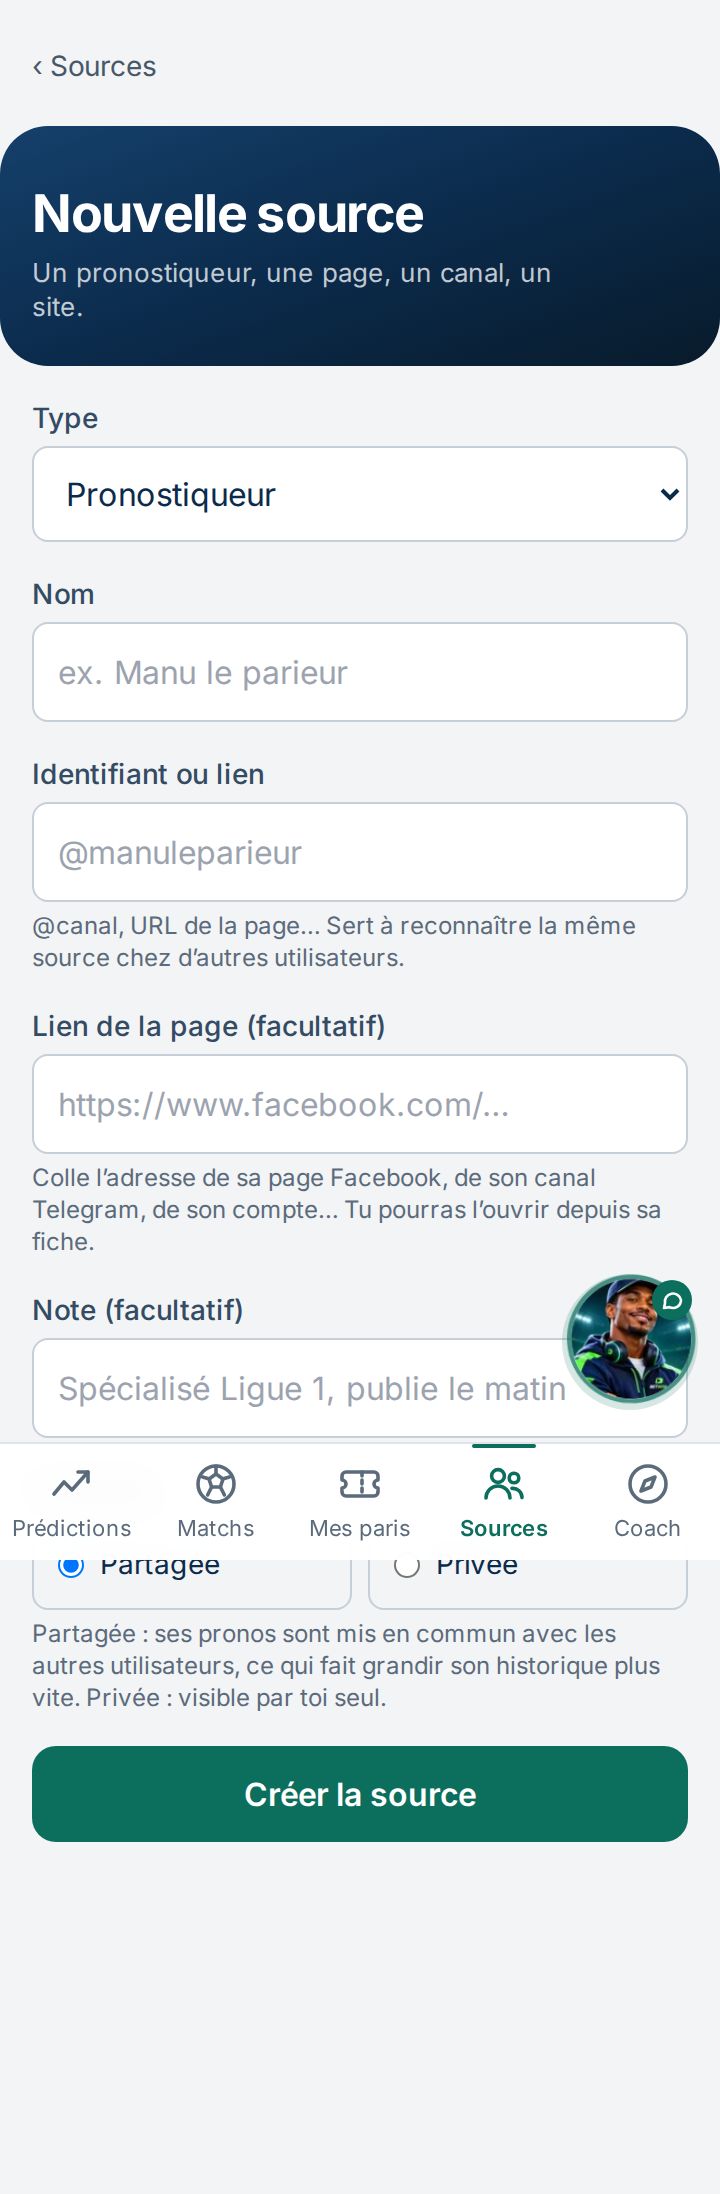 ‹ Sources
Nouvelle source
Un pronostiqueur, une page, un canal, un
site.
Type
Pronostiqueur
Nom
ex. Manu le parieur
Identifiant ou lien
@manuleparieur
@canal, URL de la page... Sert à reconnaître la même
source chez d’autres utilisateurs.
Lien de la page (facultatif)
https://www.facebook.com/...
Colle l’adresse de sa page Facebook, de son canal
Telegram, de son compte... Tu pourras l’ouvrir depuis sa
fiche.
Note (facultatif)
Spécialisé Ligue 1, publie le matin
Prédictions Matchs Mes paris Sources Coach
Partagée Privée
Partagée : ses pronos sont mis en commun avec les
autres utilisateurs, ce qui fait grandir son historique plus
vite. Privée : visible par toi seul.
Créer la source